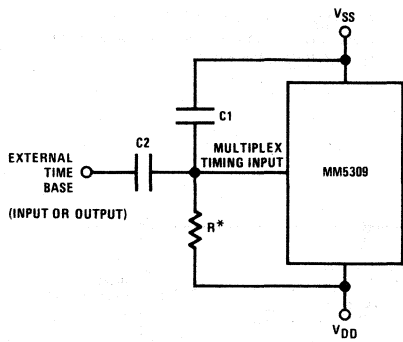 VSS
C1
C2
MULTIPLEX
TIMING INPUT
MM5309
EXTERNAL
TIME
BASE
(INPUT OR OUTPUT)
R*
VDD